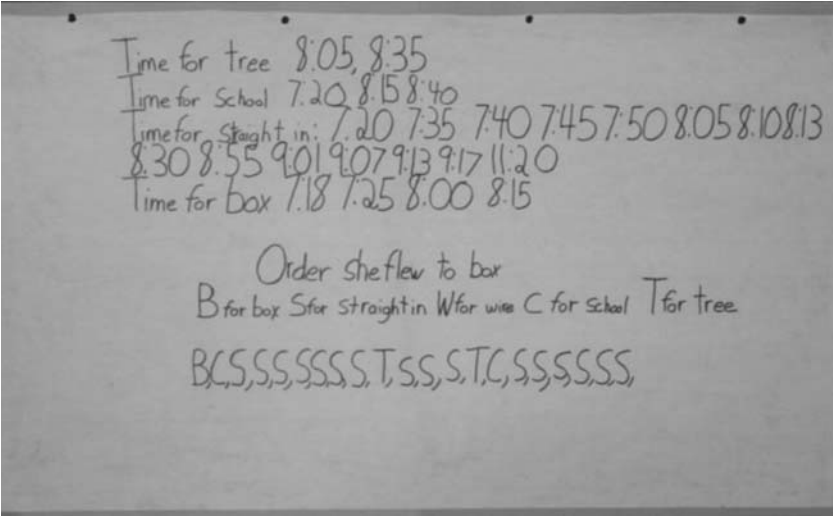 Time for tree 8:05, 8:35
Time for School 7:20 8:15 8:40
Time for Straight in: 7:20 7:35 7:40 7:45 7:50 8:05 8:10 8:13
8:30 8:55 9:01 9:07 9:13 9:17 11:20
Time for box 7:18 7:25 8:00 8:15
Order she flew to box
B for box S for straight in W for wire C for school T for tree
B,C,S,S,S,S,S,S,S,T,S,S,S,T,C,S,S,S,S,S,S,